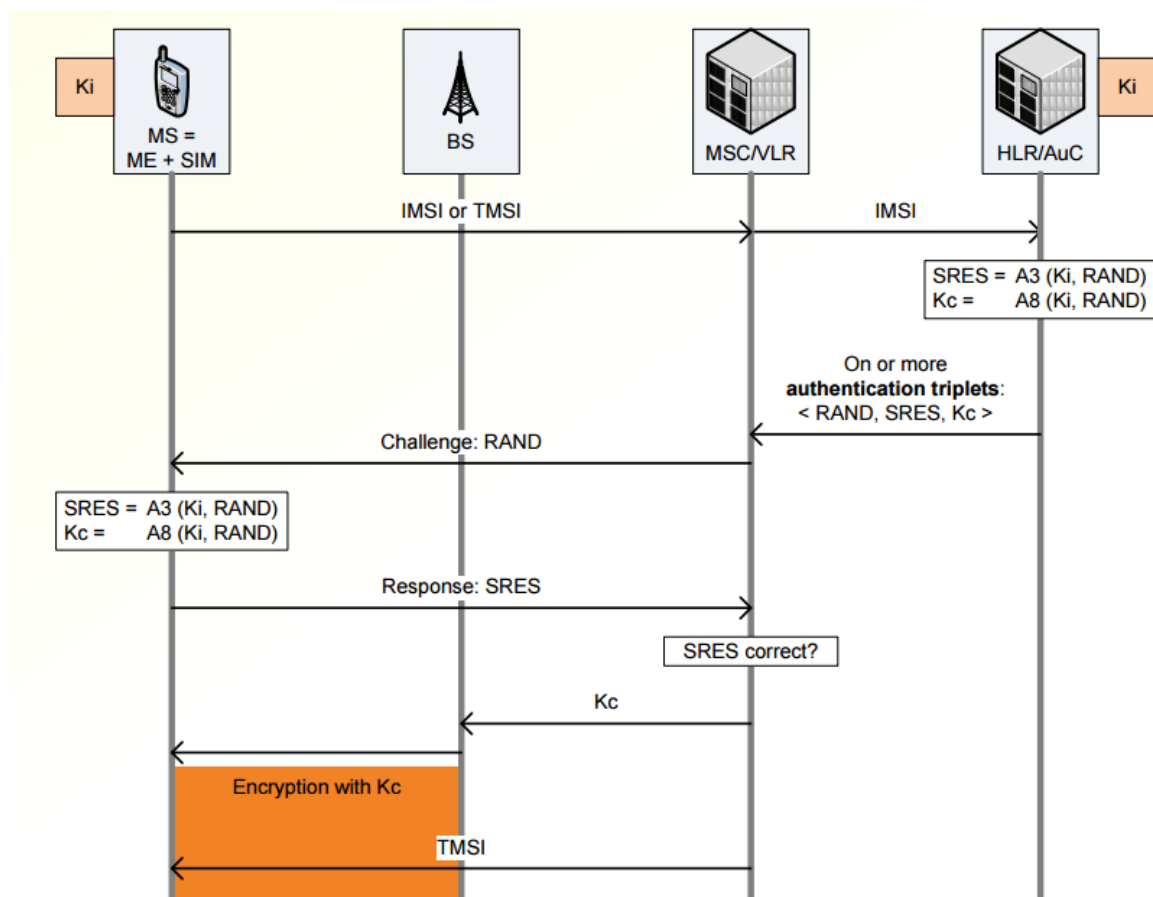 Ki
MS =
ME + SIM
BS
MSC/VLR
HLR/AuC
Ki
IMSI or TMSI
IMSI
SRES = A3 (Ki, RAND)
Kc = A8 (Ki, RAND)
On or more
authentication triplets:
< RAND, SRES, Kc >
Challenge: RAND
SRES = A3 (Ki, RAND)
Kc = A8 (Ki, RAND)
Response: SRES
SRES correct?
Kc
Encryption with Kc
TMSI